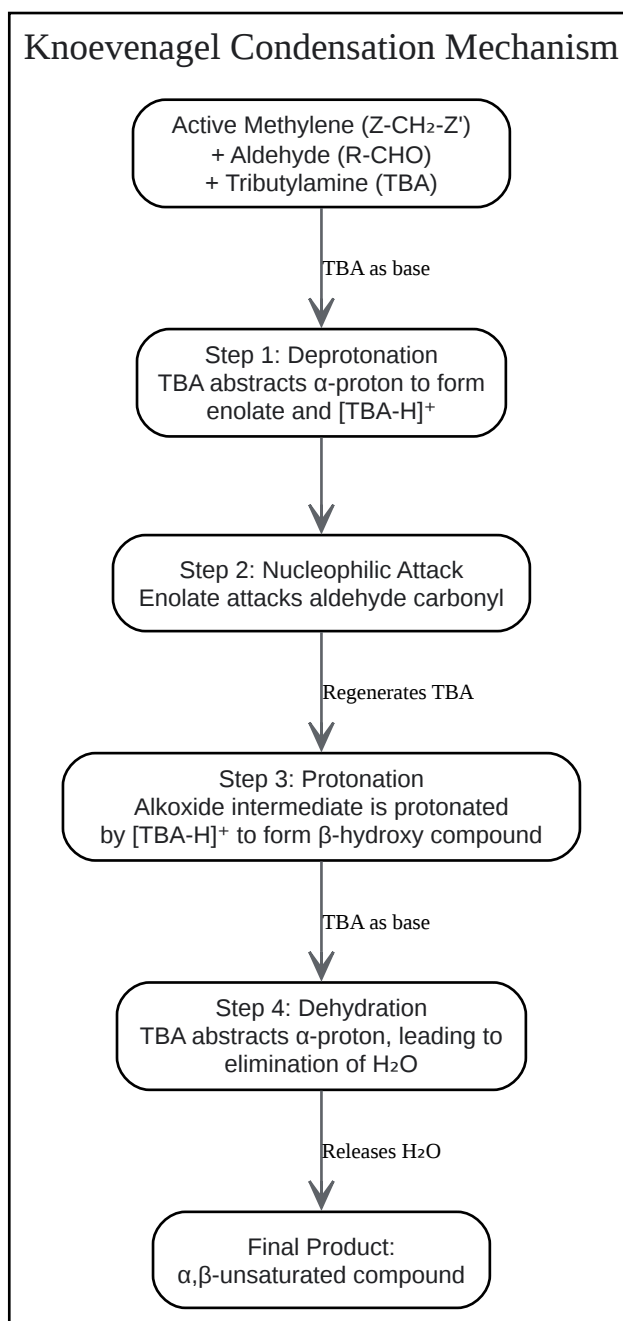 Knoevenagel Condensation Mechanism
Active Methylene (Z-CH₂-Z')
+ Aldehyde (R-CHO)
+ Tributylamine (TBA)
TBA as base
Step 1: Deprotonation
TBA abstracts α-proton to form
enolate and [TBA-H]⁺
Step 2: Nucleophilic Attack
Enolate attacks aldehyde carbonyl
Regenerates TBA
Step 3: Protonation
Alkoxide intermediate is protonated
by [TBA-H]⁺ to form β-hydroxy compound
TBA as base
Step 4: Dehydration
TBA abstracts α-proton, leading to
elimination of H₂O
Releases H₂O
Final Product:
α,β-unsaturated compound